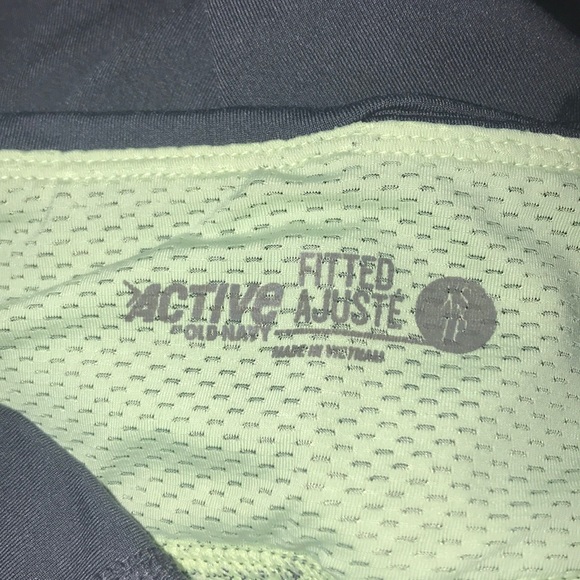 ACTIVE
BY OLD NAVY
FITTED
AJUSTÉ
MADE IN VIETNAM